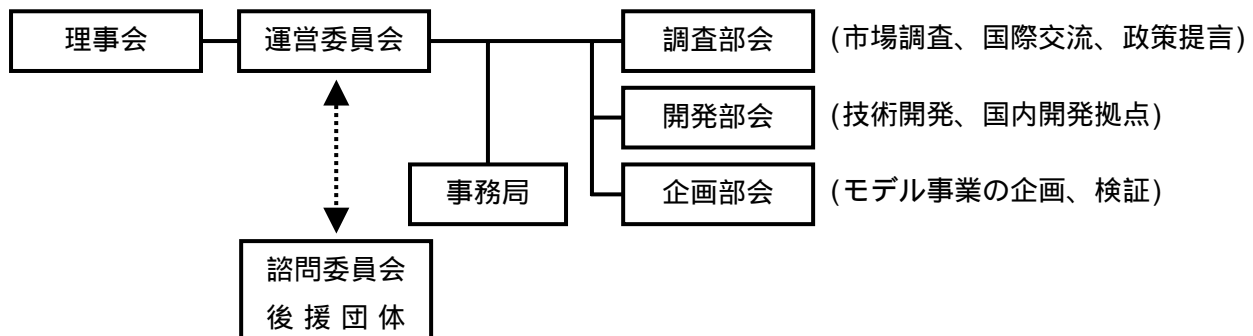 理事会
運営委員会
調査部会
(市場調査、国際交流、政策提言)
開発部会
(技術開発、国内開発拠点)
事務局
企画部会
(モデル事業の企画、検証)
諮問委員会
後援団体